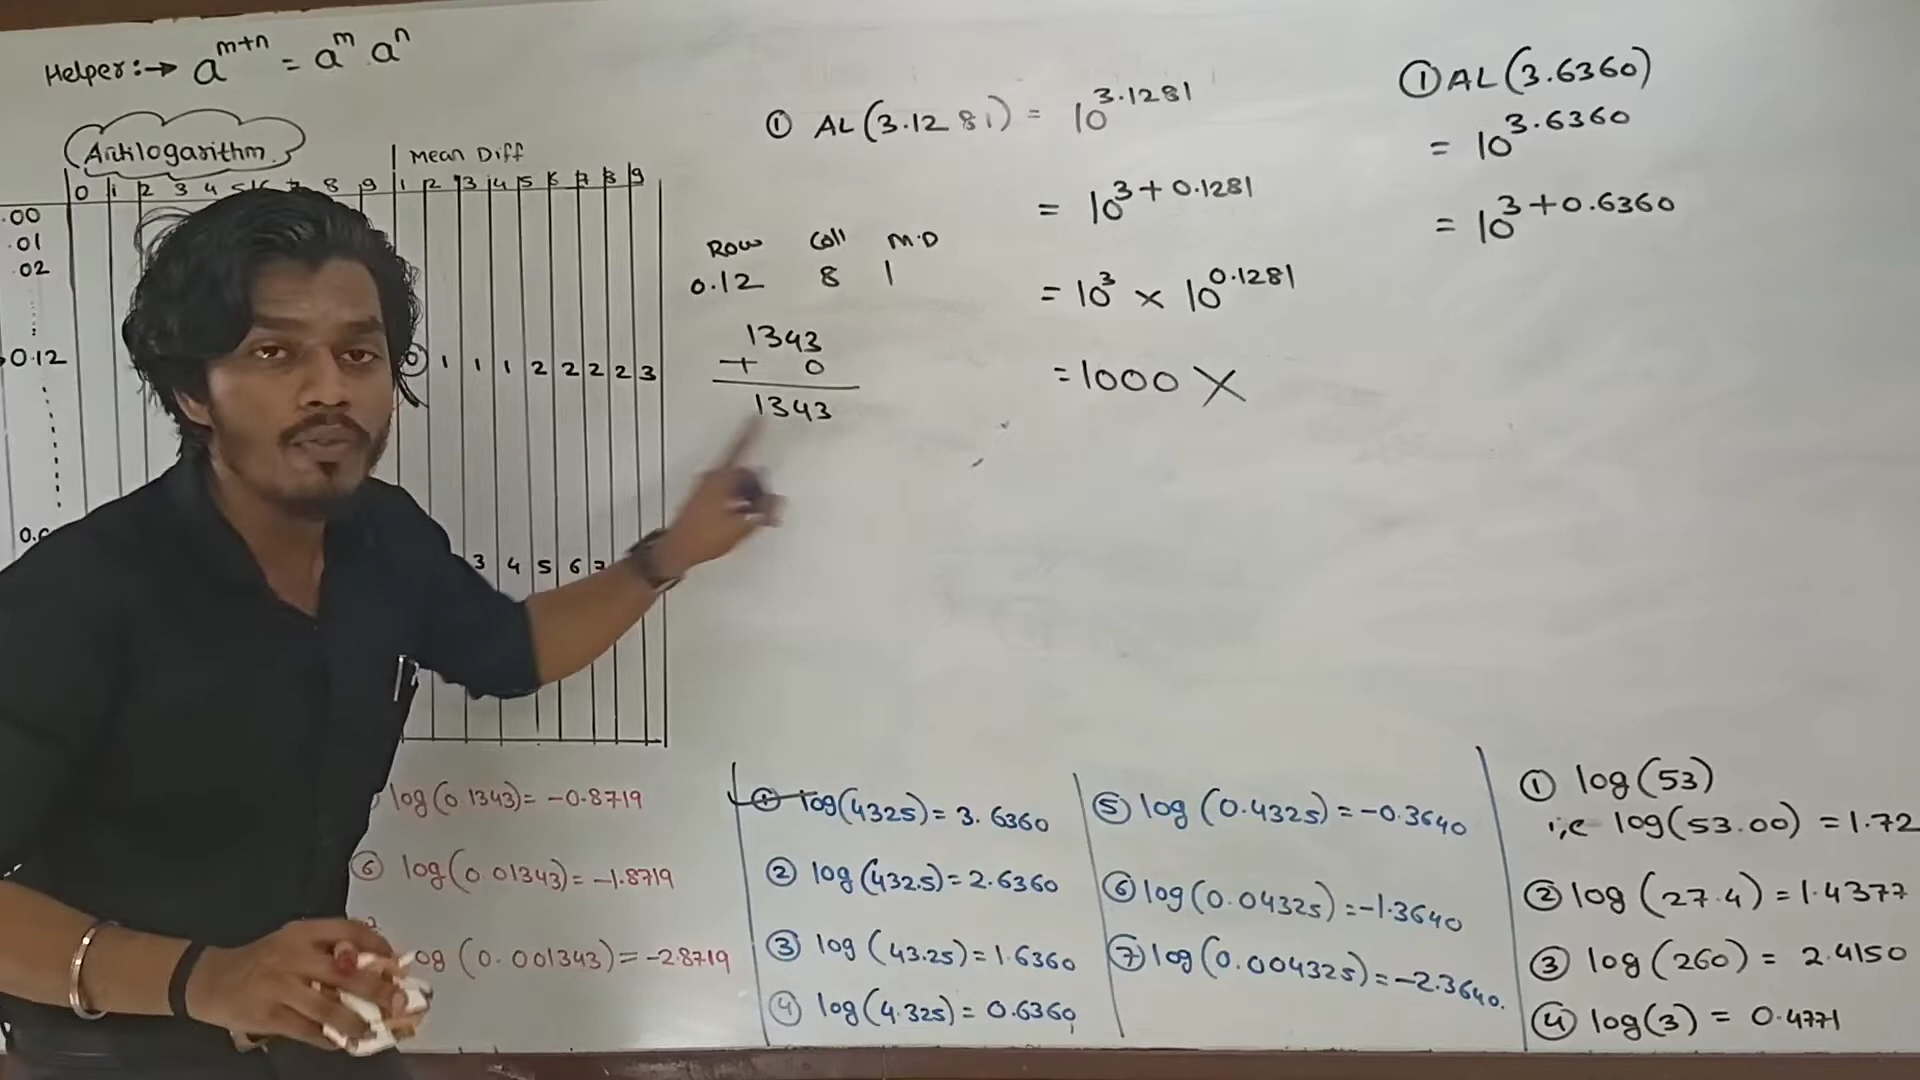 Helper:→ a^{m+n} = a^m . a^n
Antilogarithm.
Mean Diff
0 1 2 3 4 5 6 7 8 9 1 2 3 4 5 6 7 8 9
.00
.01
.02
0.12 0 1 1 1 2 2 2 2 3
3 4 5 6 7
Row Coll M.D
0.12 8 1
1343
+ 0
1343
① AL(3.1281) = 10^{3.1281}
= 10^{3+0.1281}
= 10^3 × 10^{0.1281}
= 1000 ×
① AL(3.6360)
= 10^{3.6360}
= 10^{3+0.6360}
log(0.1343) = -0.8719
⑥ log(0.01343) = -1.8719
log(0.001343) = -2.8719
① log(4325) = 3.6360
② log(432.5) = 2.6360
③ log(43.25) = 1.6360
④ log(4.325) = 0.6360
⑤ log(0.4325) = -0.3640
⑥ log(0.04325) = -1.3640
⑦ log(0.004325) = -2.3640.
① log(53)
i,e log(53.00) = 1.72
② log(27.4) = 1.4377
③ log(260) = 2.4150
④ log(3) = 0.4771